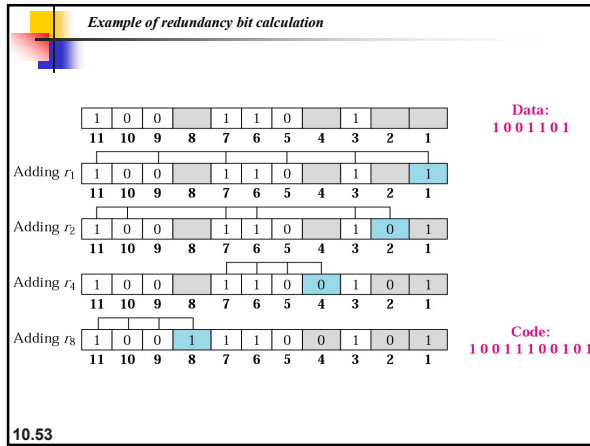 Example of redundancy bit calculation
1 0 0 1 1 0 1
11 10 9 8 7 6 5 4 3 2 1
Data:
1 0 0 1 1 0 1
Adding r1 1 0 0 1 1 0 1 1
11 10 9 8 7 6 5 4 3 2 1
Adding r2 1 0 0 1 1 0 1 0 1
11 10 9 8 7 6 5 4 3 2 1
Adding r4 1 0 0 1 1 0 0 1 0 1
11 10 9 8 7 6 5 4 3 2 1
Adding r8 1 0 0 1 1 1 0 0 1 0 1
11 10 9 8 7 6 5 4 3 2 1
Code:
1 0 0 1 1 1 0 0 1 0 1
10.53